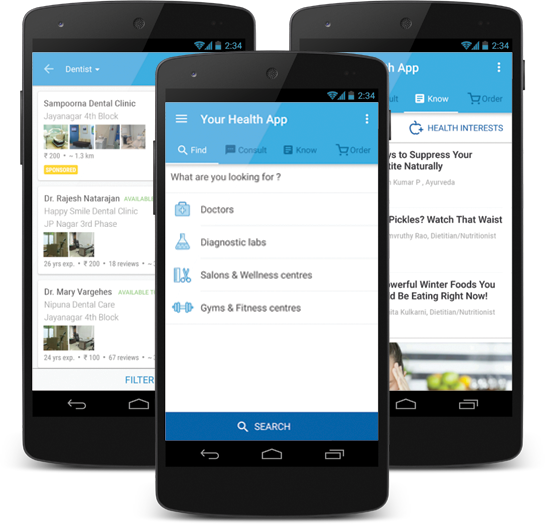 2:34
Dentist
Sampoorna Dental Clinic
Jayanagar 4th Block
₹ 200 • ~ 1.3 km
SPONSORED
Dr. Rajesh Natarajan AVAILABLE
Happy Smile Dental Clinic
JP Nagar 3rd Phase
26 yrs exp. • ₹ 200 • 18 reviews • ~
Dr. Mary Vargehes AVAILABLE T
Nipuna Dental Care
Jayanagar 4th Block
24 yrs exp. • ₹ 100 • 67 reviews • ~
FILTER
2:34
Your Health App
Find Consult Know Order
What are you looking for ?
Doctors
Diagnostic labs
Salons & Wellness centres
Gyms & Fitness centres
SEARCH
2:34
h App
ult Know Order
HEALTH INTERESTS
ys to Suppress Your
tite Naturally
n Kumar P , Ayurveda
Pickles? Watch That Waist
mvruthy Rao, Dietitian/Nutritionist
owerful Winter Foods You
ld Be Eating Right Now!
ita Kulkarni, Dietitian/Nutritionist